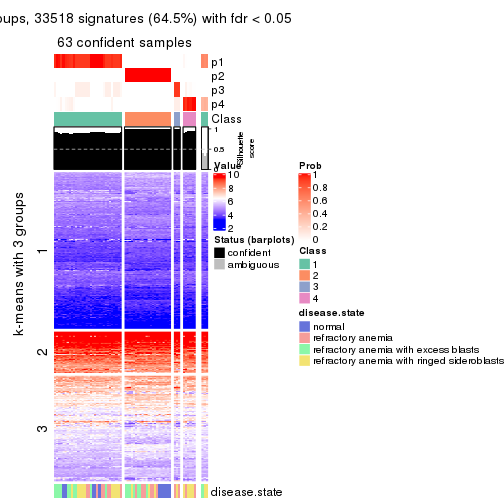 oups, 33518 signatures (64.5%) with fdr < 0.05
63 confident samples
p1
p2
p3
p4
Class
1
0.5
0
Silhouette
score
k-means with 3 groups
1
2
3
disease.state
Value
10
8
6
4
2
Status (barplots)
confident
ambiguous
Prob
1
0.8
0.6
0.4
0.2
0
Class
1
2
3
4
disease.state
normal
refractory anemia
refractory anemia with excess blasts
refractory anemia with ringed sideroblasts